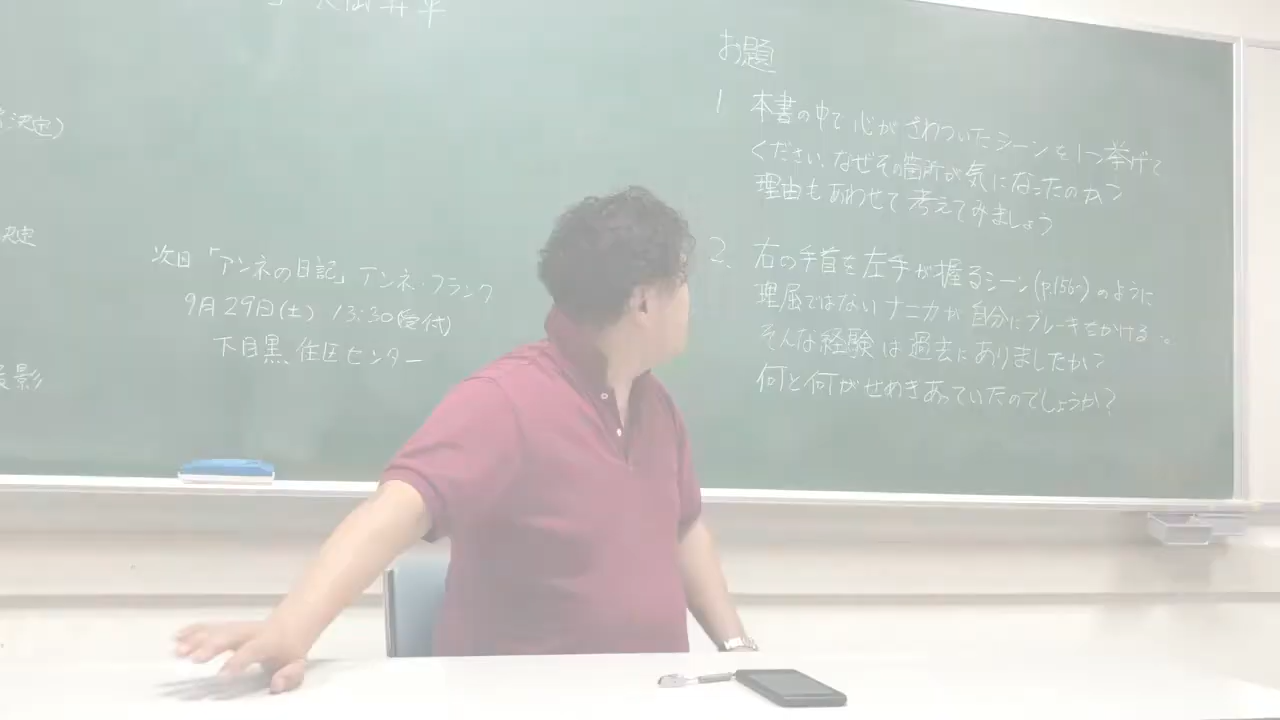 大岡昇平
決定)
決定
影
次回「アンネの日記」アンネ・フランク
9月29日(土) 13:30(受付)
下目黒住区センター
お題
1 本書の中で心がざわついたシーンを1つ挙げて
ください。なぜその箇所が気になったのか?
理由もあわせて考えてみましょう
2. 右の手首を左手が握るシーン(p.156~)のように
理屈ではないナニカが自分にブレーキをかける…。
そんな経験は過去にありましたか?
何と何がせめぎあっていたのでしょうか?